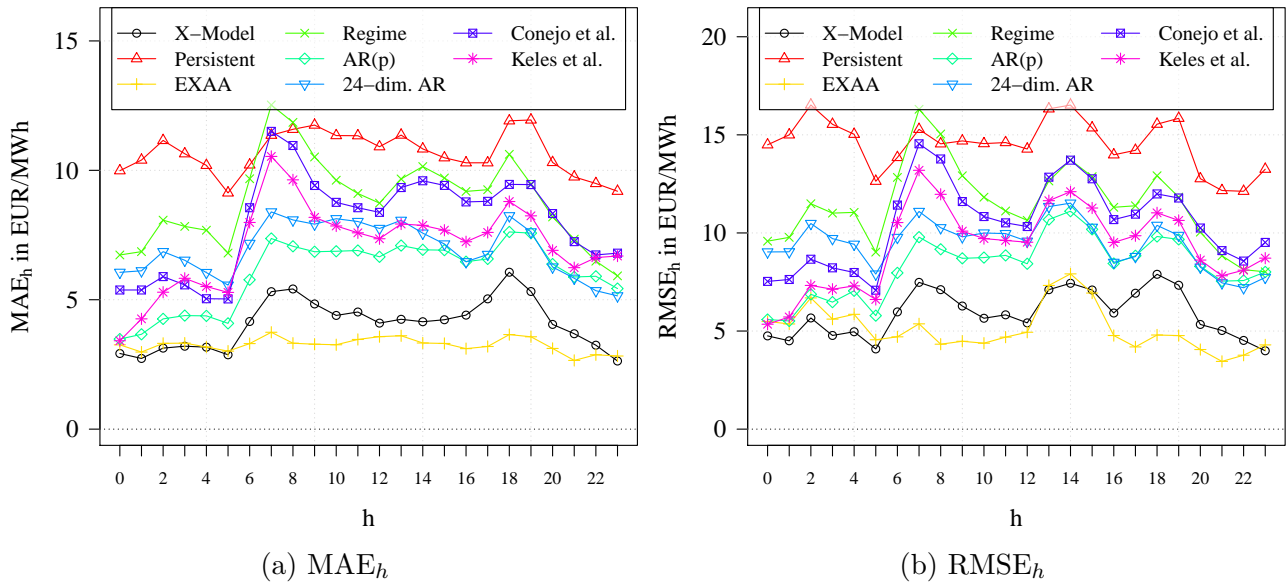 X−Model
Persistent
EXAA
Regime
AR(p)
24−dim. AR
Conejo et al.
Keles et al.
MAEh in EUR/MWh
15
10
5
0
0 2 4 6 8 10 12 14 16 18 20 22
h
(a) MAEh
X−Model
Persistent
EXAA
Regime
AR(p)
24−dim. AR
Conejo et al.
Keles et al.
RMSEh in EUR/MWh
20
15
10
5
0
0 2 4 6 8 10 12 14 16 18 20 22
h
(b) RMSEh